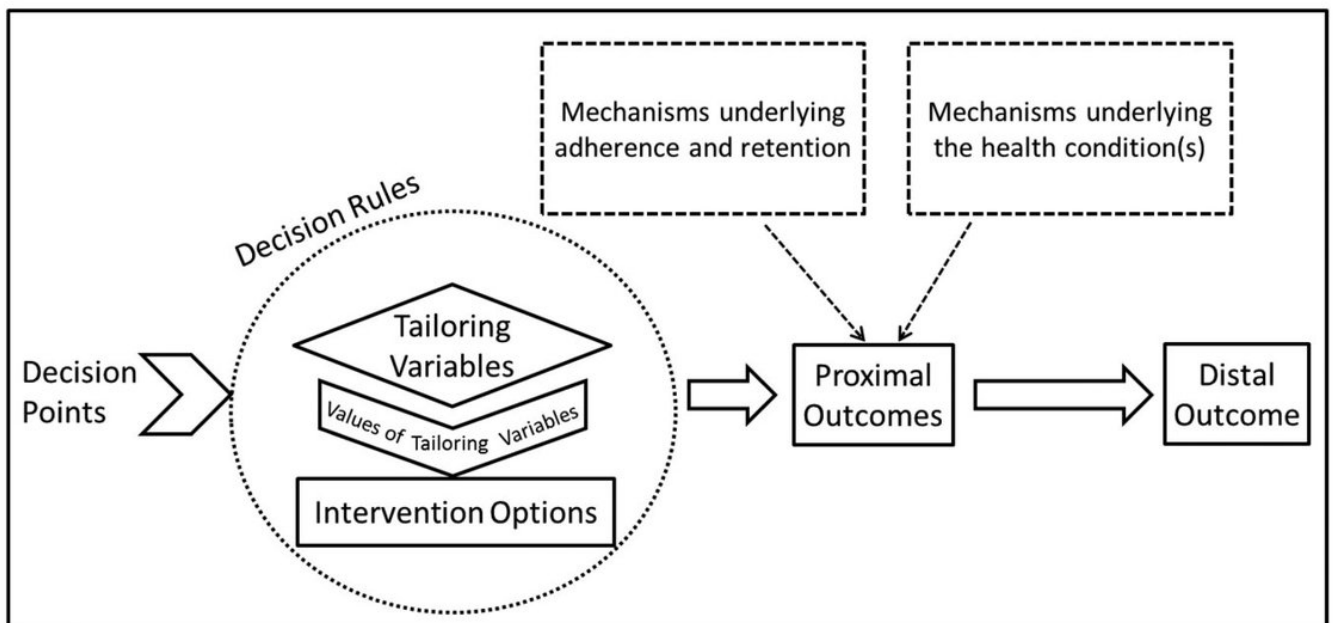 Mechanisms underlying
adherence and retention
Mechanisms underlying
the health condition(s)
Decision Rules
Decision
Points
Tailoring
Variables
Values of Tailoring Variables
Intervention Options
Proximal
Outcomes
Distal
Outcome